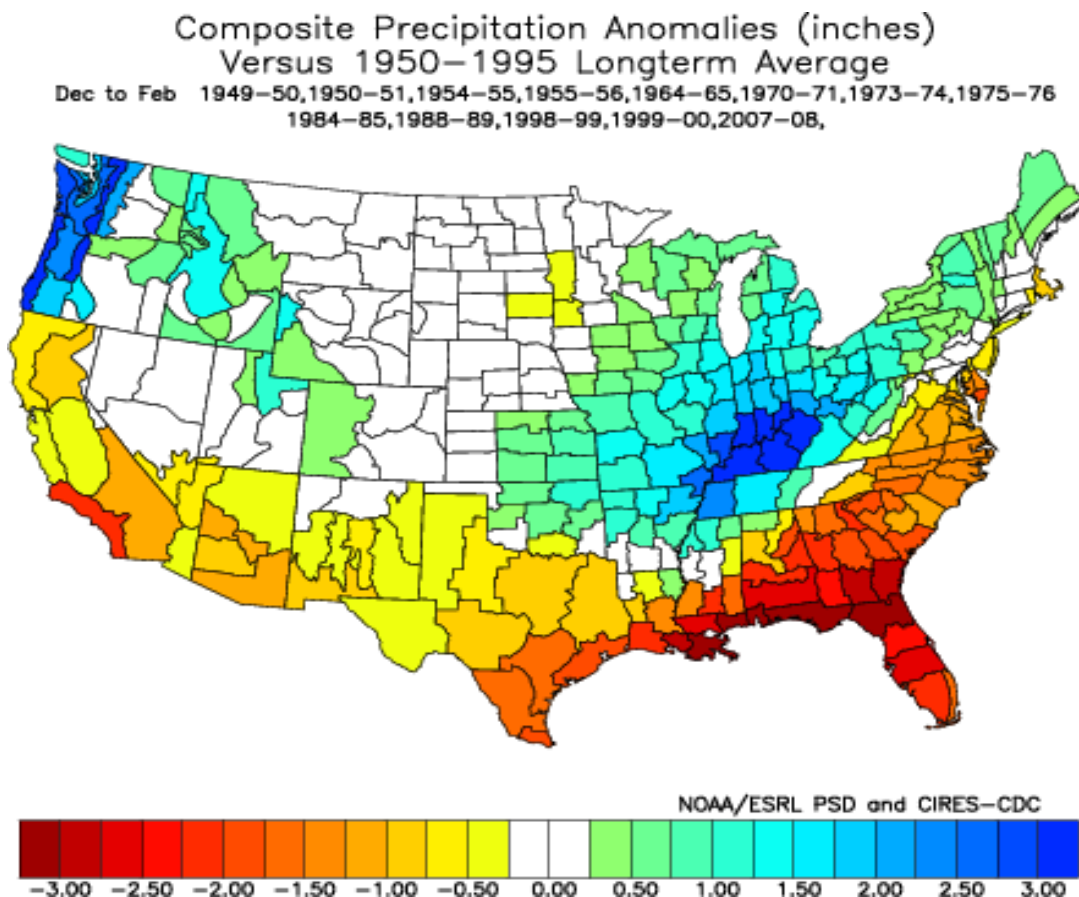 Composite Precipitation Anomalies (inches)
Versus 1950-1995 Longterm Average
Dec to Feb 1949-50,1950-51,1954-55,1955-56,1964-65,1970-71,1973-74,1975-76
1984-85,1988-89,1998-99,1999-00,2007-08,
NOAA/ESRL PSD and CIRES-CDC
-3.00 -2.50 -2.00 -1.50 -1.00 -0.50 0.00 0.50 1.00 1.50 2.00 2.50 3.00